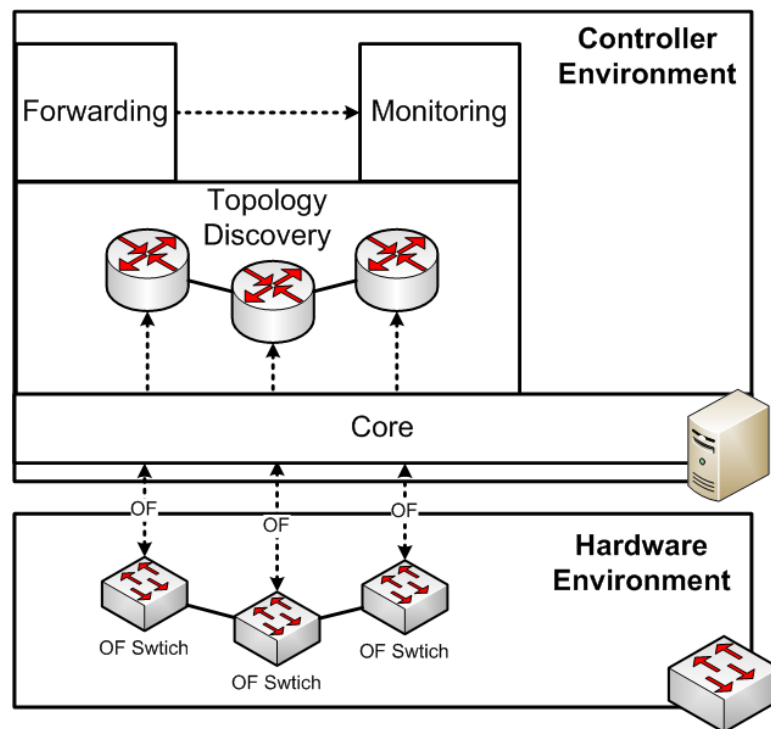 Controller
Environment
Forwarding
Monitoring
Topology
Discovery
Core
OF
OF
OF
Hardware
Environment
OF Swtich
OF Swtich
OF Swtich